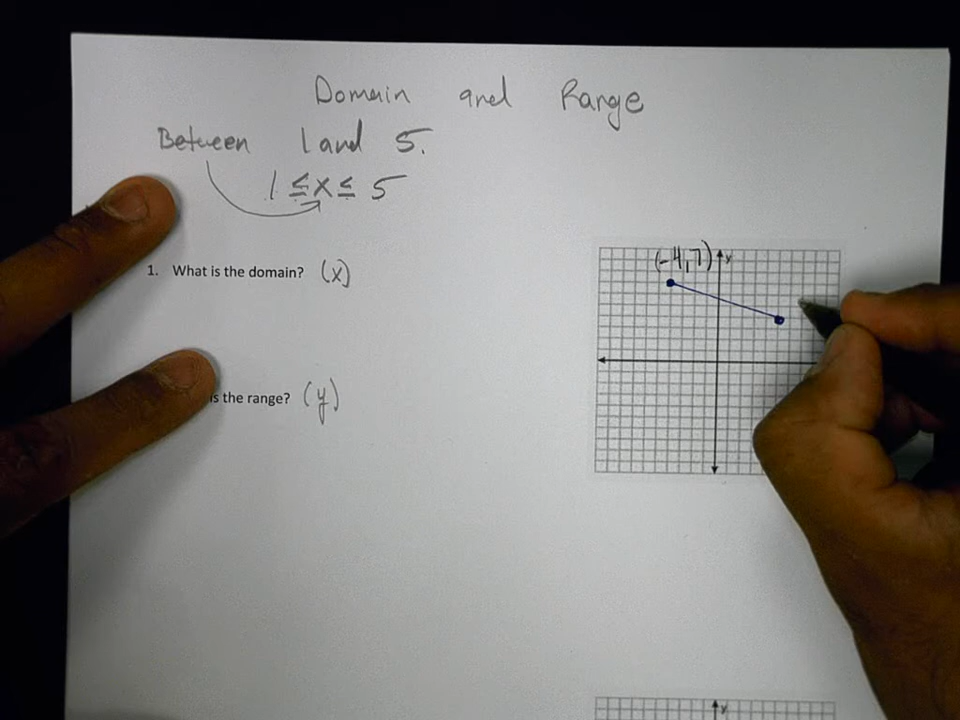 Domain and Range
Between 1 and 5.
1 ≤ x ≤ 5
1. What is the domain? (x)
(-4,7)
y
is the range? (y)
y